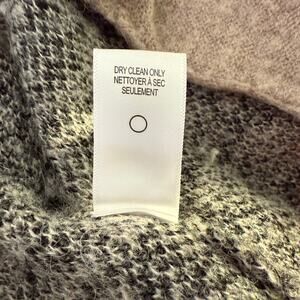 DRY CLEAN ONLY
NETTOYER À SEC
SEULEMENT